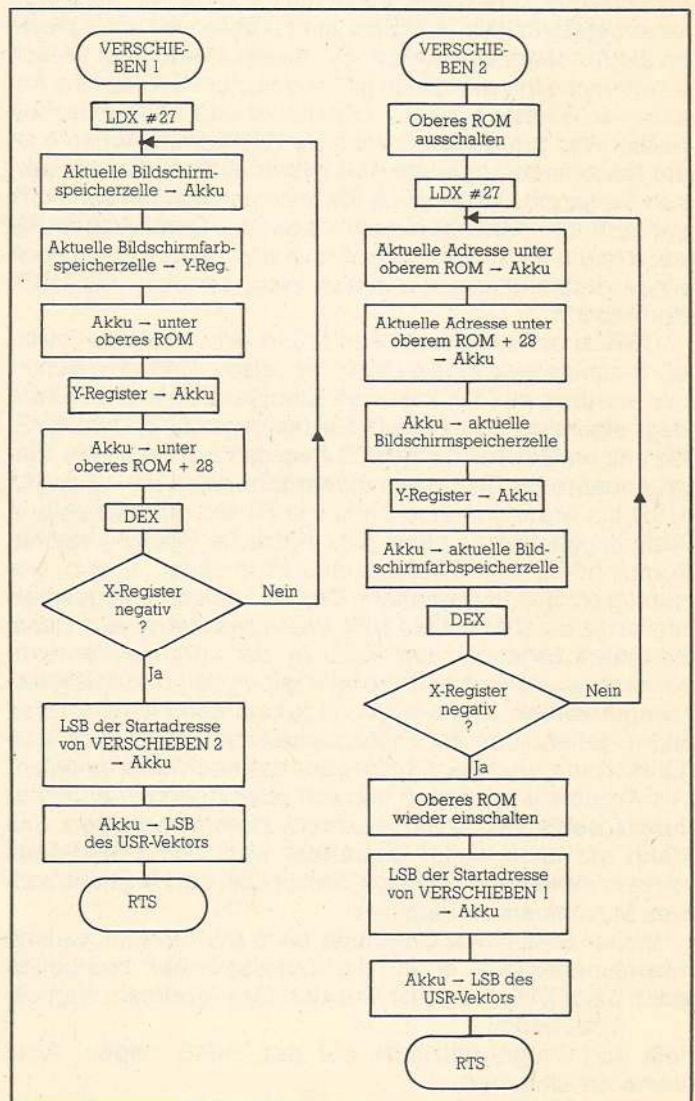 VERSCHIE-
BEN 1
LDX #27
Aktuelle Bildschirm-
speicherzelle → Akku
Aktuelle Bildschirmfarb-
speicherzelle → Y-Reg.
Akku → unter
oberes ROM
Y-Register → Akku
Akku → unter
oberes ROM + 28
DEX
X-Register
negativ
?
Nein
Ja
LSB der Startadresse
von VERSCHIEBEN 2
→ Akku
Akku → LSB
des USR-Vektors
RTS
VERSCHIE-
BEN 2
Oberes ROM
ausschalten
LDX #27
Aktuelle Adresse unter
oberem ROM → Akku
Aktuelle Adresse unter
oberem ROM + 28
→ Akku
Akku → aktuelle
Bildschirmspeicherzelle
Y-Register → Akku
Akku → aktuelle Bild-
schirmfarbspeicherzelle
DEX
X-Register
negativ
?
Nein
Ja
Oberes ROM
wieder einschalten
LSB der Startadresse
von VERSCHIEBEN 1
→ Akku
Akku → LSB des
USR-Vektors
RTS